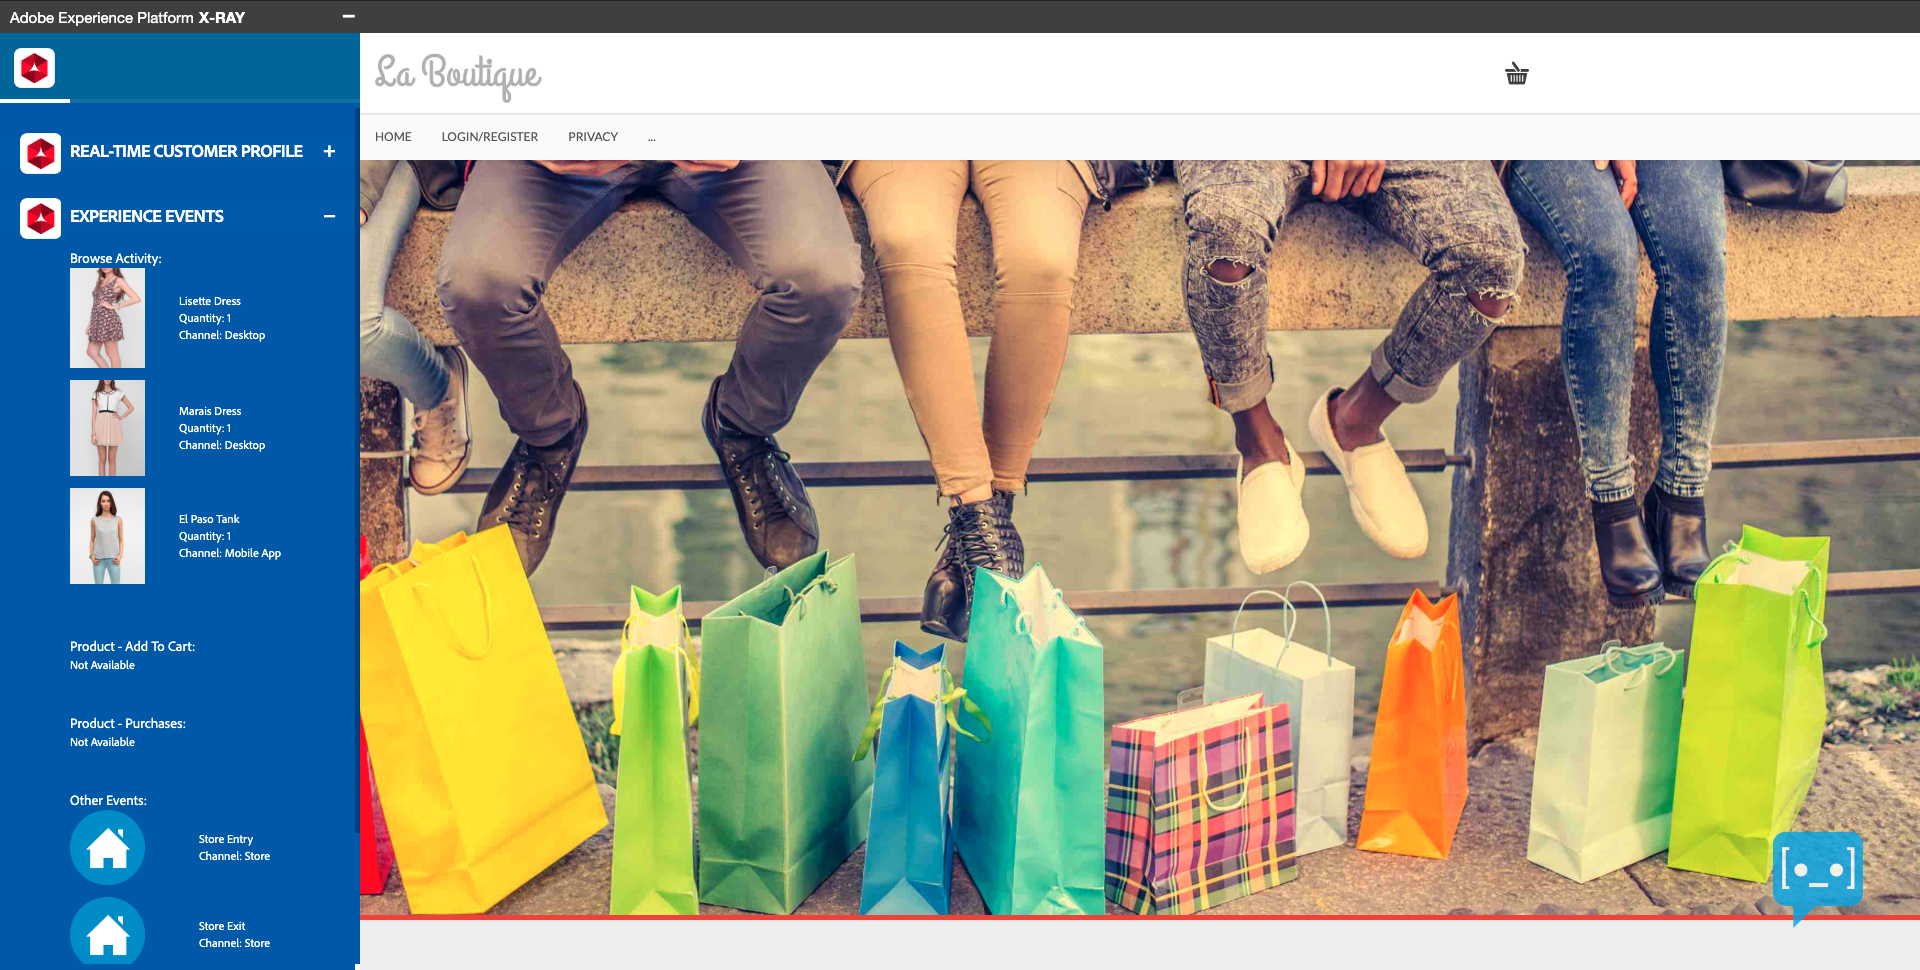 Adobe Experience Platform X-RAY
REAL-TIME CUSTOMER PROFILE
EXPERIENCE EVENTS
Browse Activity:
Lisette Dress
Quantity: 1
Channel: Desktop
Marais Dress
Quantity: 1
Channel: Desktop
El Paso Tank
Quantity: 1
Channel: Mobile App
Product - Add To Cart:
Not Available
Product - Purchases:
Not Available
Other Events:
Store Entry
Channel: Store
Store Exit
Channel: Store
La Boutique
HOME LOGIN/REGISTER PRIVACY ...